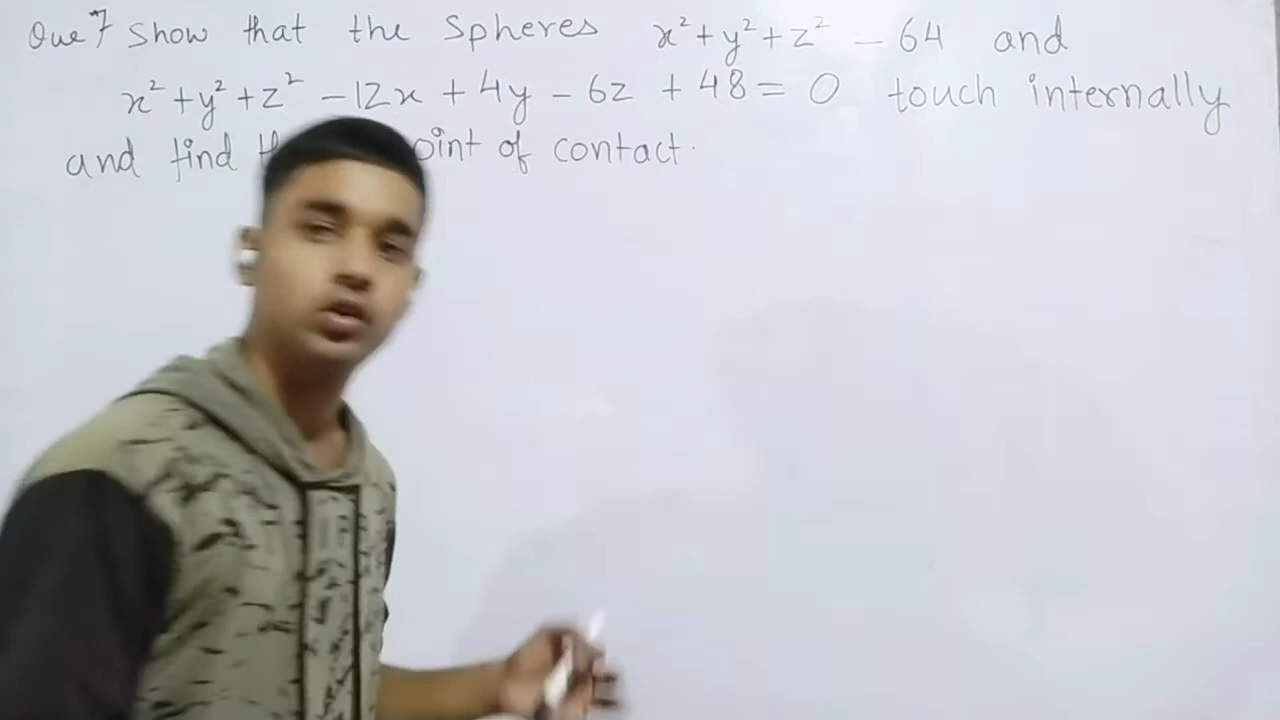 Que 7 Show that the Spheres x² + y² + z² - 64 and
x² + y² + z² - 12x + 4y - 6z + 48 = 0 touch internally
and find oint of contact.